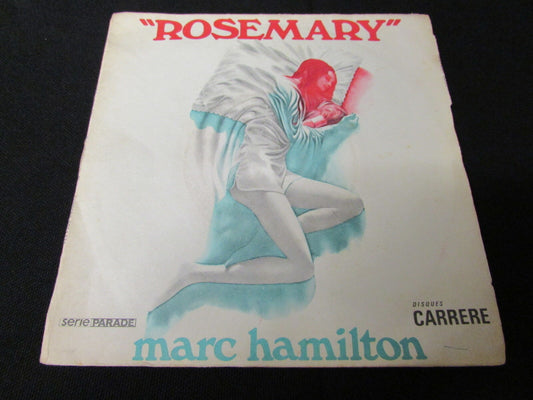 "ROSEMARY"
DISQUES
CARRERE
serie PARADE
marc hamilton